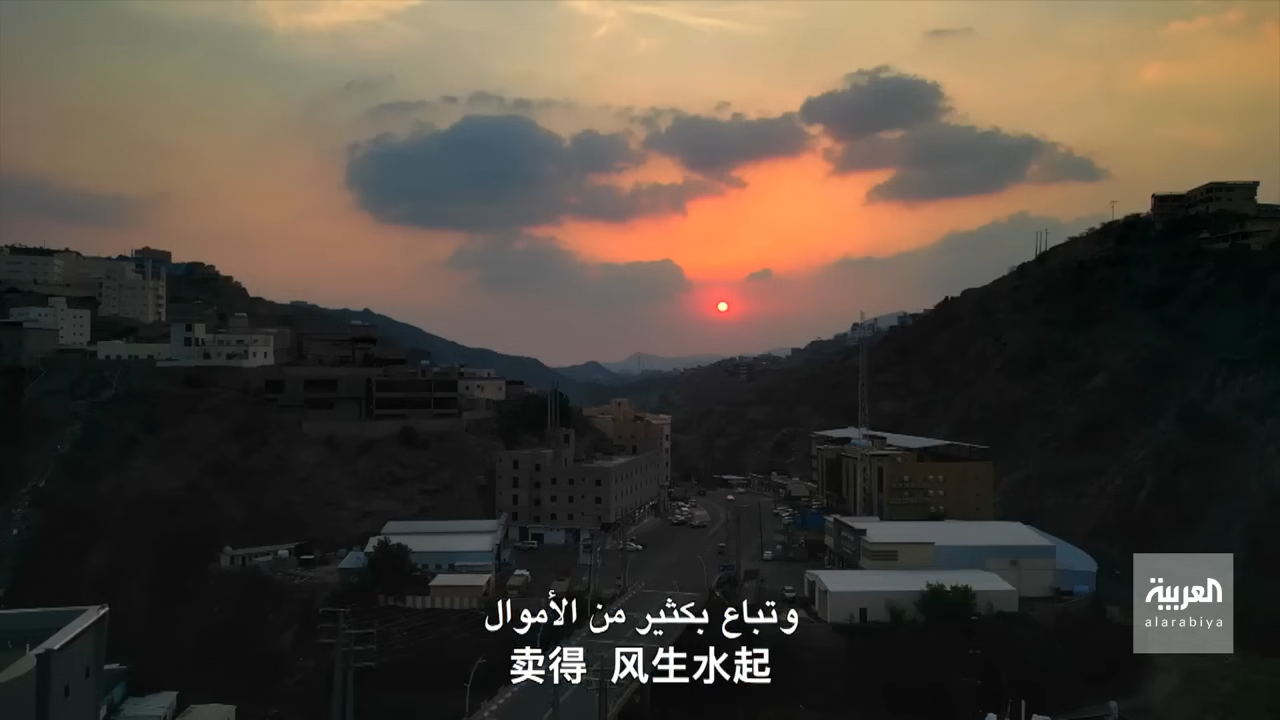 وتباع بكثير من الأموال
卖得 风生水起
العربية
alarabiya